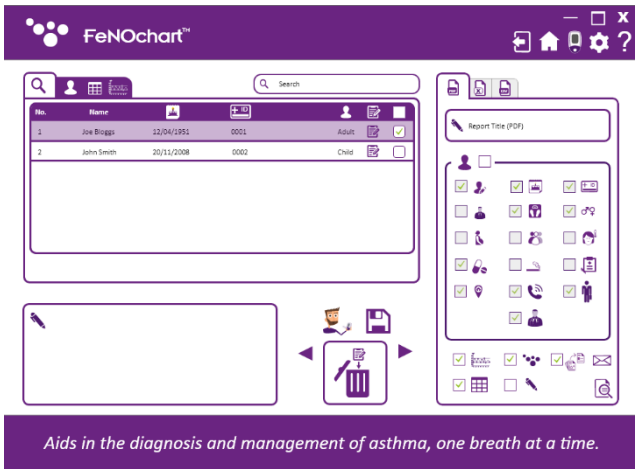 FeNOchart™
Search
No. Name ID
1 Joe Bloggs 12/04/1951 0001 Adult
2 John Smith 20/11/2008 0002 Child
Report Title (PDF)
Aids in the diagnosis and management of asthma, one breath at a time.